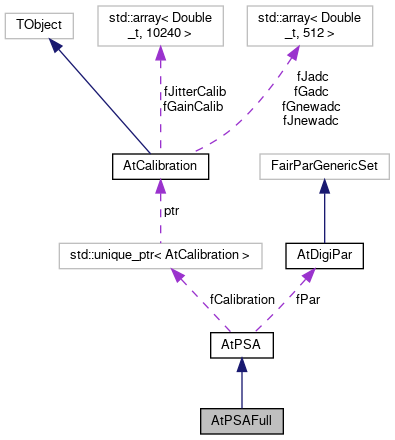 TObject
std::array< Double
_t, 10240 >
std::array< Double
_t, 512 >
fJitterCalib
fGainCalib
fJadc
fGadc
fGnewadc
fJnewadc
AtCalibration
FairParGenericSet
ptr
std::unique_ptr< AtCalibration >
AtDigiPar
fCalibration
fPar
AtPSA
AtPSAFull